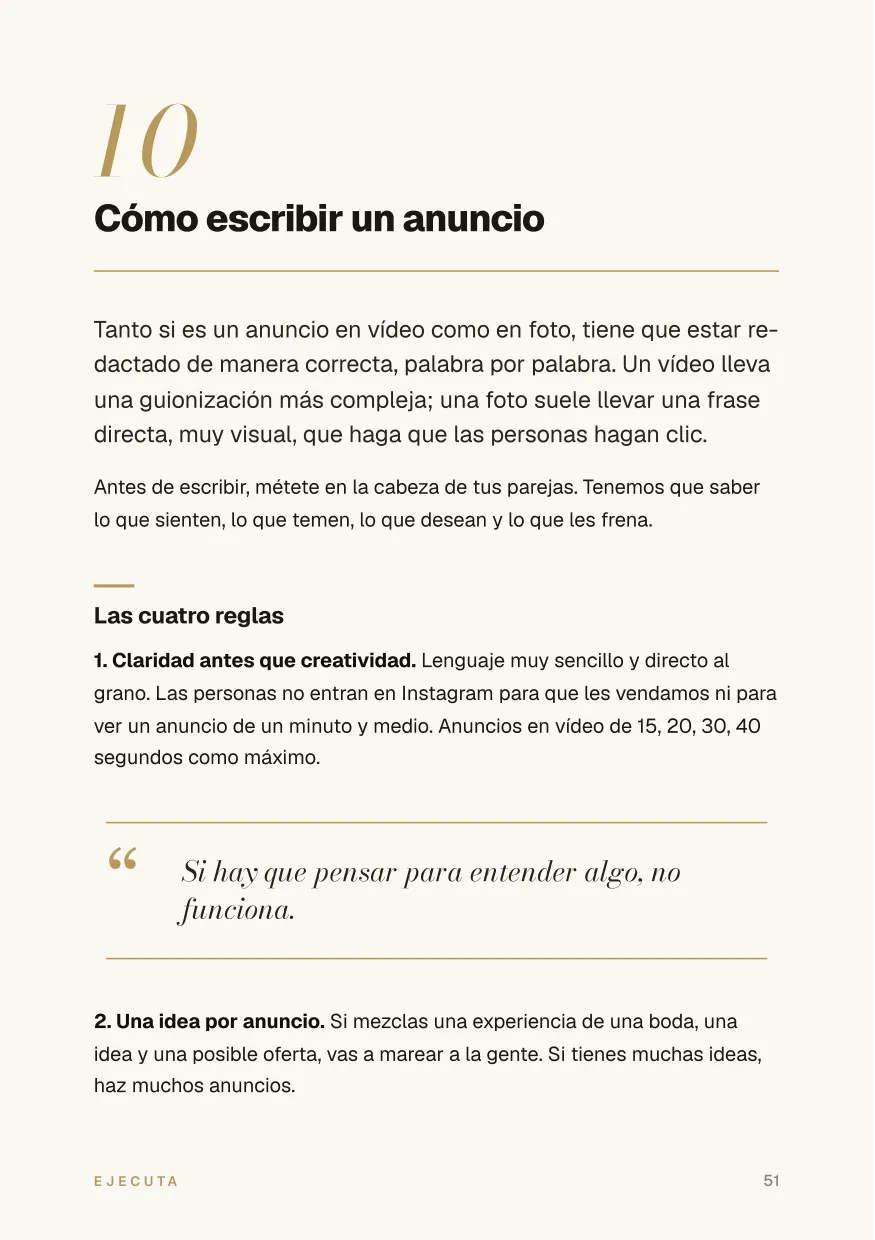 10
Cómo escribir un anuncio
Tanto si es un anuncio en vídeo como en foto, tiene que estar re-
dactado de manera correcta, palabra por palabra. Un vídeo lleva
una guionización más compleja; una foto suele llevar una frase
directa, muy visual, que haga que las personas hagan clic.
Antes de escribir, métete en la cabeza de tus parejas. Tenemos que saber
lo que sienten, lo que temen, lo que desean y lo que les frena.
Las cuatro reglas
1. Claridad antes que creatividad. Lenguaje muy sencillo y directo al
grano. Las personas no entran en Instagram para que les vendamos ni para
ver un anuncio de un minuto y medio. Anuncios en vídeo de 15, 20, 30, 40
segundos como máximo.
“ Si hay que pensar para entender algo, no
funciona.
2. Una idea por anuncio. Si mezclas una experiencia de una boda, una
idea y una posible oferta, vas a marear a la gente. Si tienes muchas ideas,
haz muchos anuncios.
EJECUTA 51